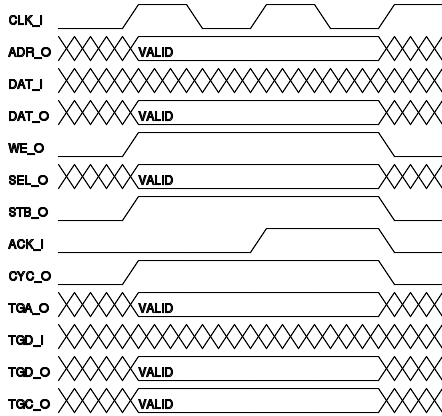 CLK_I
ADR_O VALID
DAT_I
DAT_O VALID
WE_O
SEL_O VALID
STB_O
ACK_I
CYC_O
TGA_O VALID
TGD_I
TGD_O VALID
TGC_O VALID